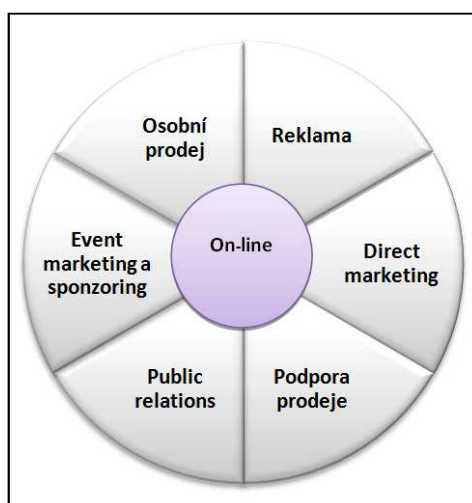 Osobní
prodej
Reklama
Event
marketing a
sponzoring
On-line
Direct
marketing
Public
relations
Podpora
prodeje